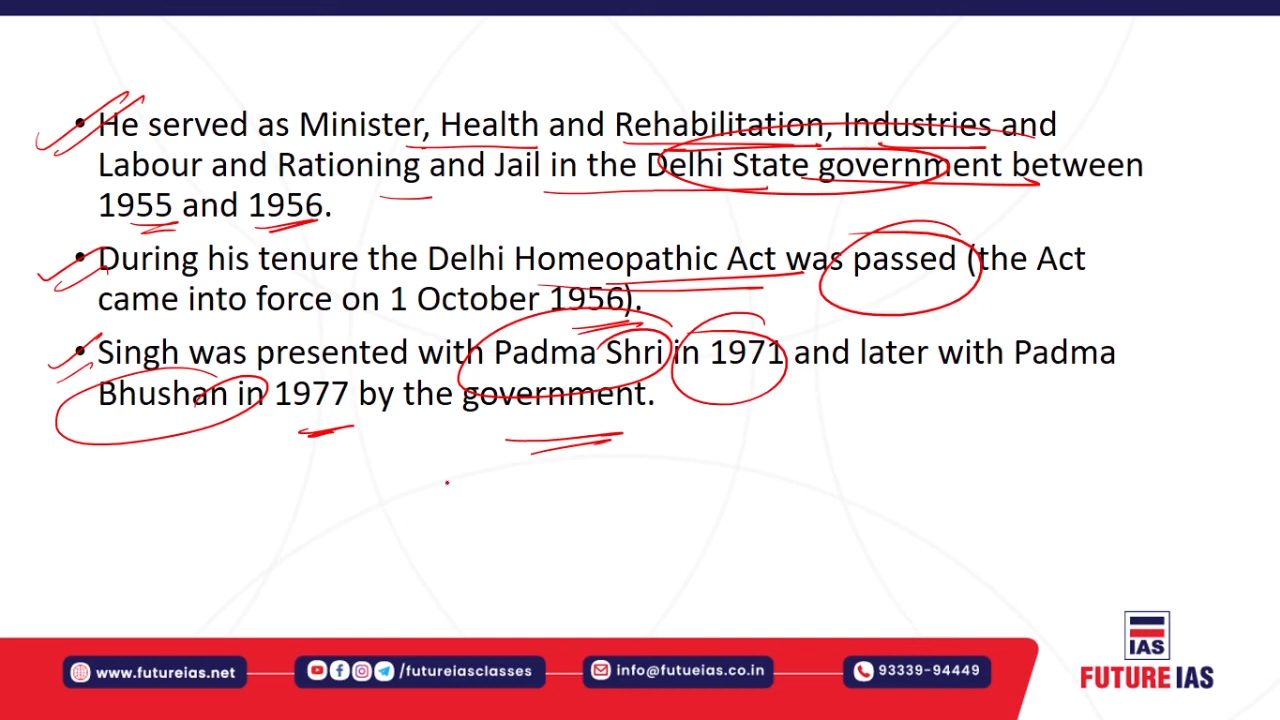 • He served as Minister, Health and Rehabilitation, Industries and
Labour and Rationing and Jail in the Delhi State government between
1955 and 1956.
• During his tenure the Delhi Homeopathic Act was passed (the Act
came into force on 1 October 1956).
• Singh was presented with Padma Shri in 1971 and later with Padma
Bhushan in 1977 by the government.
IAS
www.futureias.net
/futureiasclasses
info@futueias.co.in
93339-94449
FUTURE IAS